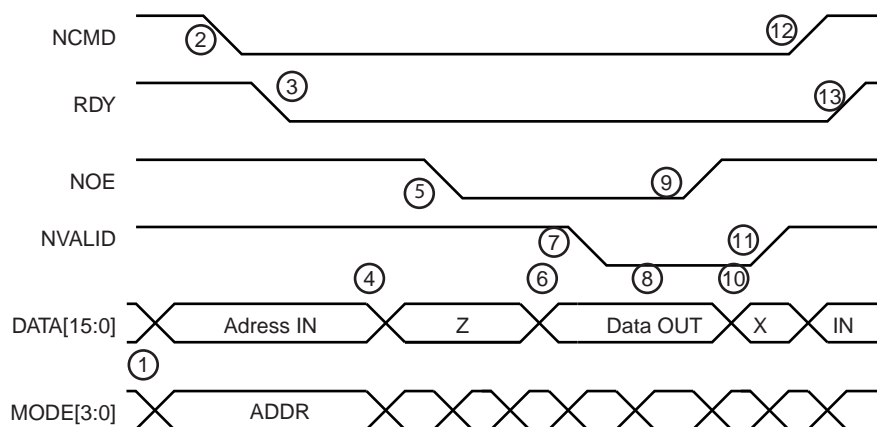 NCMD 2 12
RDY 3 13
NOE 5 9
NVALID 7 11
4 6 8 10
DATA[15:0] Adress IN Z Data OUT X IN
1
MODE[3:0] ADDR